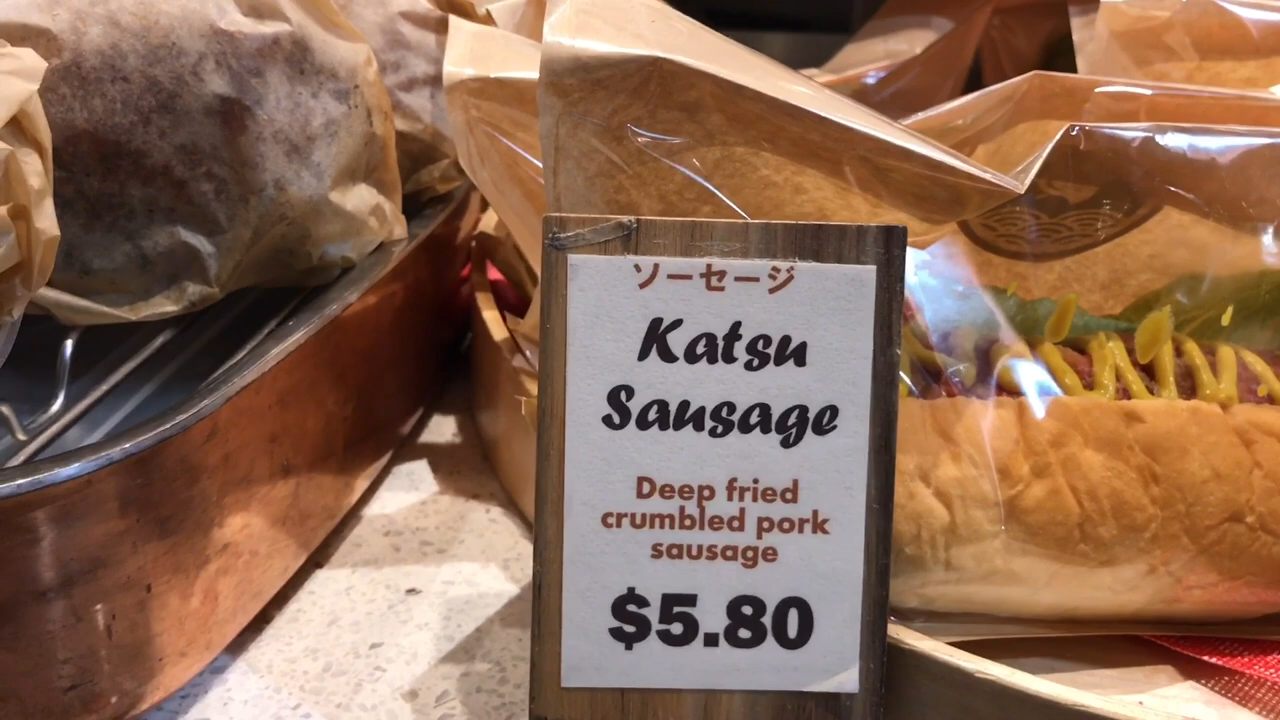 ソーセージ
Katsu
Sausage
Deep fried
crumbled pork
sausage
$5.80